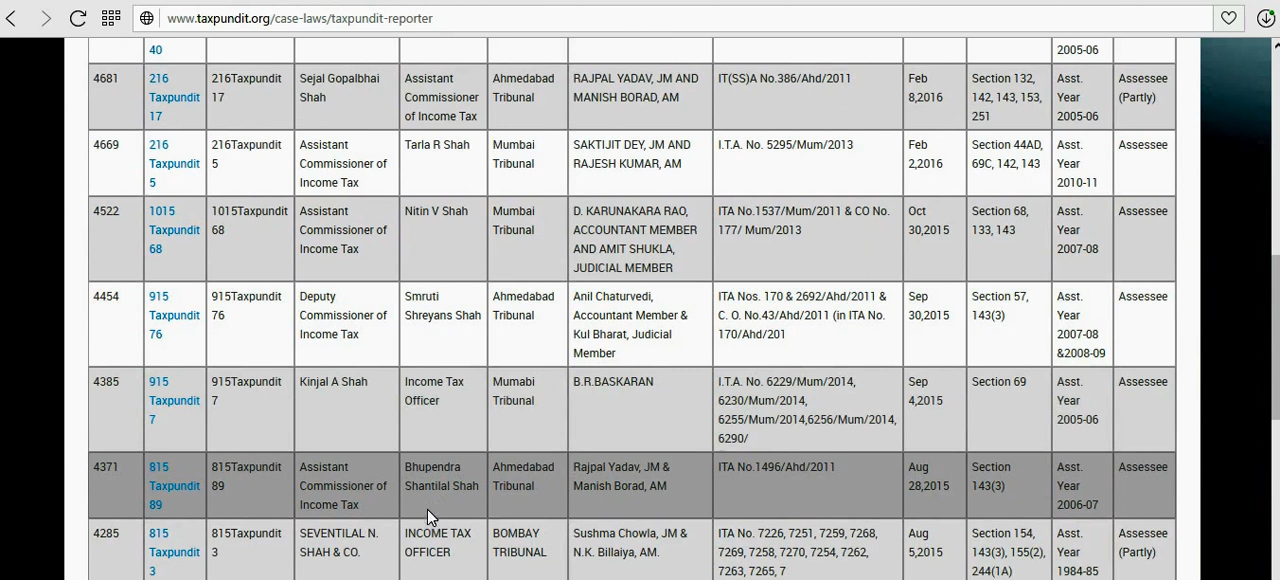 www.taxpundit.org/case-laws/taxpundit-reporter
40
2005-06
4681
216
Taxpundit
17
216Taxpundit
17
Sejal Gopalbhai
Shah
Assistant
Commissioner
of Income Tax
Ahmedabad
Tribunal
RAJPAL YADAV, JM AND
MANISH BORAD, AM
IT(SS)A No.386/Ahd/2011
Feb
8,2016
Section 132,
142, 143, 153,
251
Asst.
Year
2005-06
Assessee
(Partly)
4669
216
Taxpundit
5
216Taxpundit
5
Assistant
Commissioner of
Income Tax
Tarla R Shah
Mumbai
Tribunal
SAKTIJIT DEY, JM AND
RAJESH KUMAR, AM
I.T.A. No. 5295/Mum/2013
Feb
2,2016
Section 44AD,
69C, 142, 143
Asst.
Year
2010-11
Assessee
4522
1015
Taxpundit
68
1015Taxpundit
68
Assistant
Commissioner of
Income Tax
Nitin V Shah
Mumbai
Tribunal
D. KARUNAKARA RAO,
ACCOUNTANT MEMBER
AND AMIT SHUKLA,
JUDICIAL MEMBER
ITA No.1537/Mum/2011 & CO No.
177/ Mum/2013
Oct
30,2015
Section 68,
133, 143
Asst.
Year
2007-08
Assessee
4454
915
Taxpundit
76
915Taxpundit
76
Deputy
Commissioner of
Income Tax
Smruti
Shreyans Shah
Ahmedabad
Tribunal
Anil Chaturvedi,
Accountant Member &
Kul Bharat, Judicial
Member
ITA Nos. 170 & 2692/Ahd/2011 &
C. O. No.43/Ahd/2011 (in ITA No.
170/Ahd/201
Sep
30,2015
Section 57,
143(3)
Asst.
Year
2007-08
&2008-09
Assessee
4385
915
Taxpundit
7
915Taxpundit
7
Kinjal A Shah
Income Tax
Officer
Mumabi
Tribunal
B.R.BASKARAN
I.T.A. No. 6229/Mum/2014,
6230/Mum/2014,
6255/Mum/2014,6256/Mum/2014,
6290/
Sep
4,2015
Section 69
Asst.
Year
2005-06
Assessee
4371
815
Taxpundit
89
815Taxpundit
89
Assistant
Commissioner of
Income Tax
Bhupendra
Shantilal Shah
Ahmedabad
Tribunal
Rajpal Yadav, JM &
Manish Borad, AM
ITA No.1496/Ahd/2011
Aug
28,2015
Section
143(3)
Asst.
Year
2006-07
Assessee
4285
815
Taxpundit
3
815Taxpundit
3
SEVENTILAL N.
SHAH & CO.
INCOME TAX
OFFICER
BOMBAY
TRIBUNAL
Sushma Chowla, JM &
N.K. Billaiya, AM.
ITA No. 7226, 7251, 7259, 7268,
7269, 7258, 7270, 7254, 7262,
7263, 7265, 7
Aug
5,2015
Section 154,
143(3), 155(2),
244(1A)
Asst.
Year
1984-85
Assessee
(Partly)